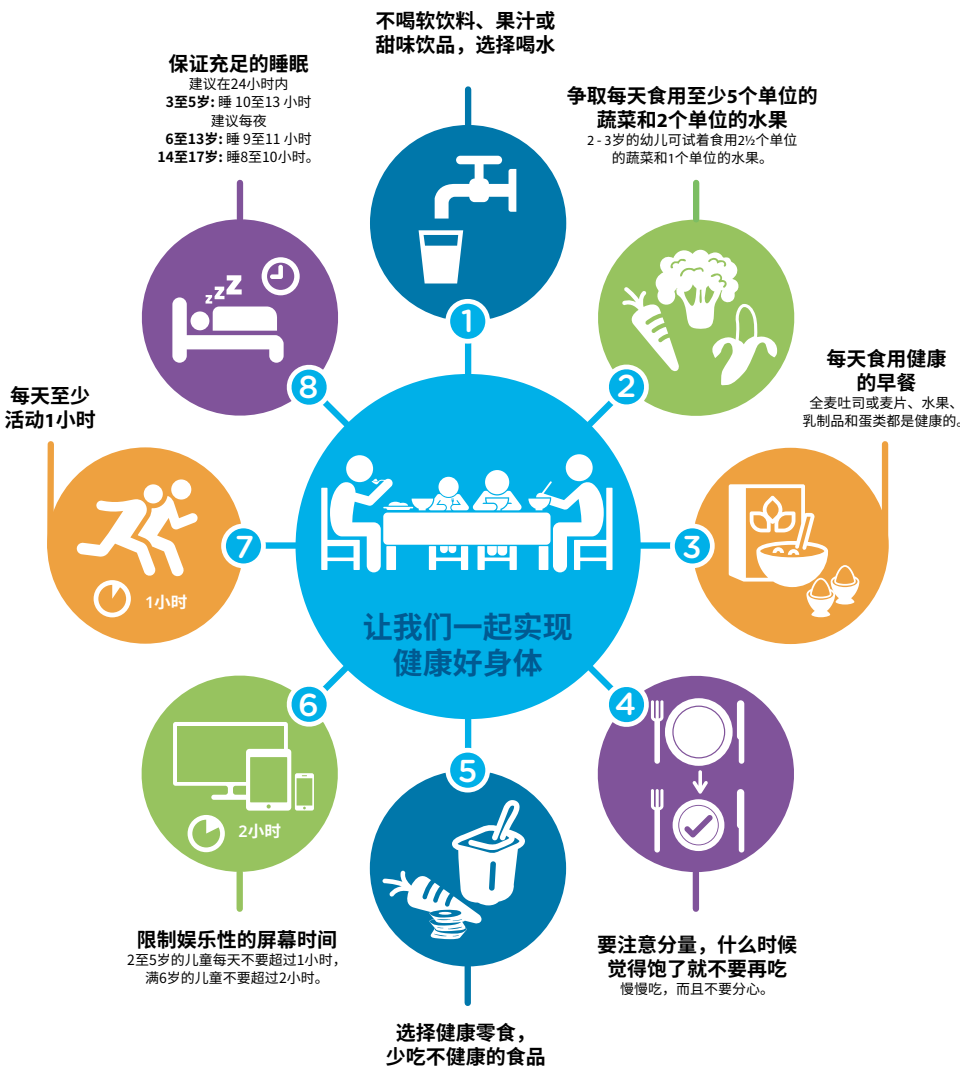 不喝软饮料、果汁或
甜味饮品，选择喝水
1
争取每天食用至少5个单位的
蔬菜和2个单位的水果
2 - 3岁的幼儿可试着食用2½个单位
的蔬菜和1个单位的水果。
2
每天食用健康
的早餐
全麦吐司或麦片、水果、
乳制品和蛋类都是健康的。
3
4
要注意分量，什么时候
觉得饱了就不要再吃
慢慢吃，而且不要分心。
5
选择健康零食，
少吃不健康的食品
6
2小时
限制娱乐性的屏幕时间
2至5岁的儿童每天不要超过1小时，
满6岁的儿童不要超过2小时。
每天至少
活动1小时
7
1小时
保证充足的睡眠
建议在24小时内
3至5岁: 睡 10至13 小时
建议每夜
6至13岁: 睡 9至11 小时
14至17岁: 睡8至10小时。
zzz
8
让我们一起实现
健康好身体